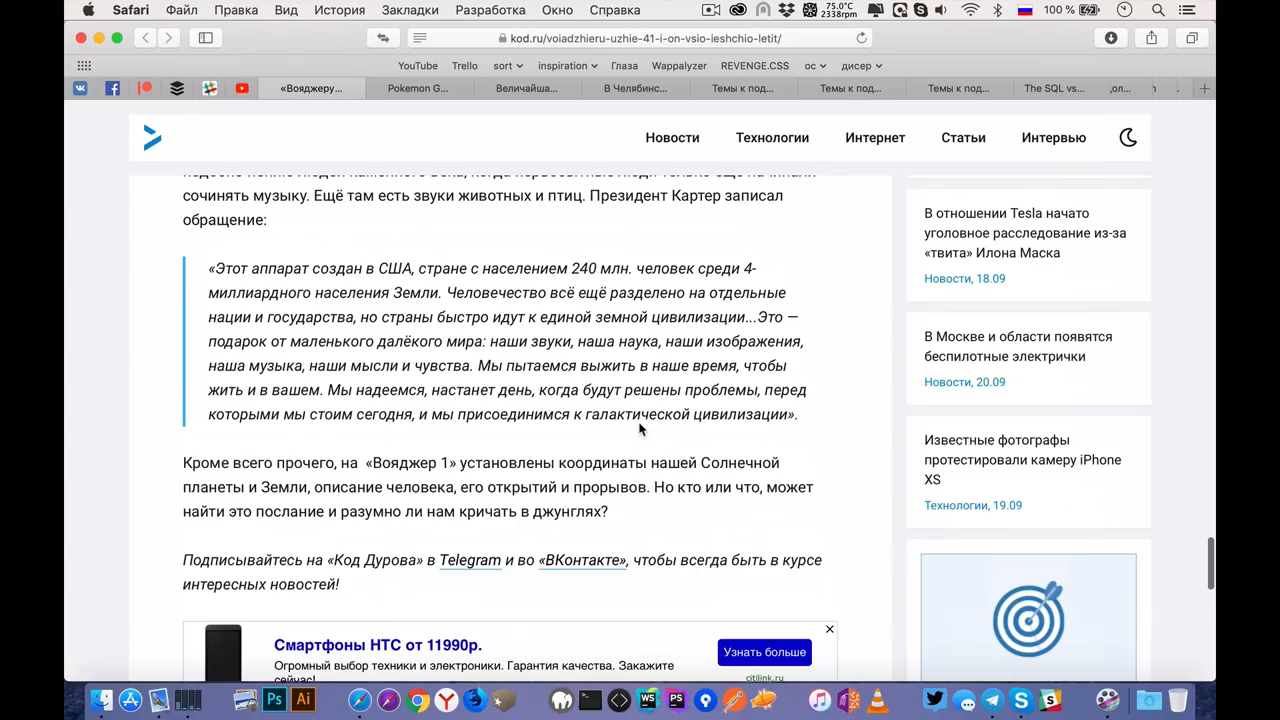 Safari Файл Правка Вид История Закладки Разработка Окно Справка 75.0°C 2338rpm 100 %
kod.ru/voiadzhieru-uzhie-41-i-on-vsio-ieshchio-letit/
YouTube Trello sort inspiration Глаза Wappalyzer REVENGE.CSS ос дисер
«Вояджеру... Pokemon G... Величайша... В Челябинс... Темы к под... Темы к под... Темы к под... The SQL vs...
Новости Технологии Интернет Статьи Интервью
сочинять музыку. Ещё там есть звуки животных и птиц. Президент Картер записал
обращение:
«Этот аппарат создан в США, стране с населением 240 млн. человек среди 4-
миллиардного населения Земли. Человечество всё ещё разделено на отдельные
нации и государства, но страны быстро идут к единой земной цивилизации...Это —
подарок от маленького далёкого мира: наши звуки, наша наука, наши изображения,
наша музыка, наши мысли и чувства. Мы пытаемся выжить в наше время, чтобы
жить и в вашем. Мы надеемся, настанет день, когда будут решены проблемы, перед
которыми мы стоим сегодня, и мы присоединимся к галактической цивилизации».
Кроме всего прочего, на «Вояджер 1» установлены координаты нашей Солнечной
планеты и Земли, описание человека, его открытий и прорывов. Но кто или что, может
найти это послание и разумно ли нам кричать в джунглях?
Подписывайтесь на «Код Дурова» в Telegram и во «ВКонтакте», чтобы всегда быть в курсе
интересных новостей!
Смартфоны HTC от 11990р.
Огромный выбор техники и электроники. Гарантия качества. Закажите
сейчас!
Узнать больше
citilink.ru
В отношении Tesla начато
уголовное расследование из-за
«твита» Илона Маска
Новости, 18.09
В Москве и области появятся
беспилотные электрички
Новости, 20.09
Известные фотографы
протестировали камеру iPhone
XS
Технологии, 19.09
Ps Ai WS PS